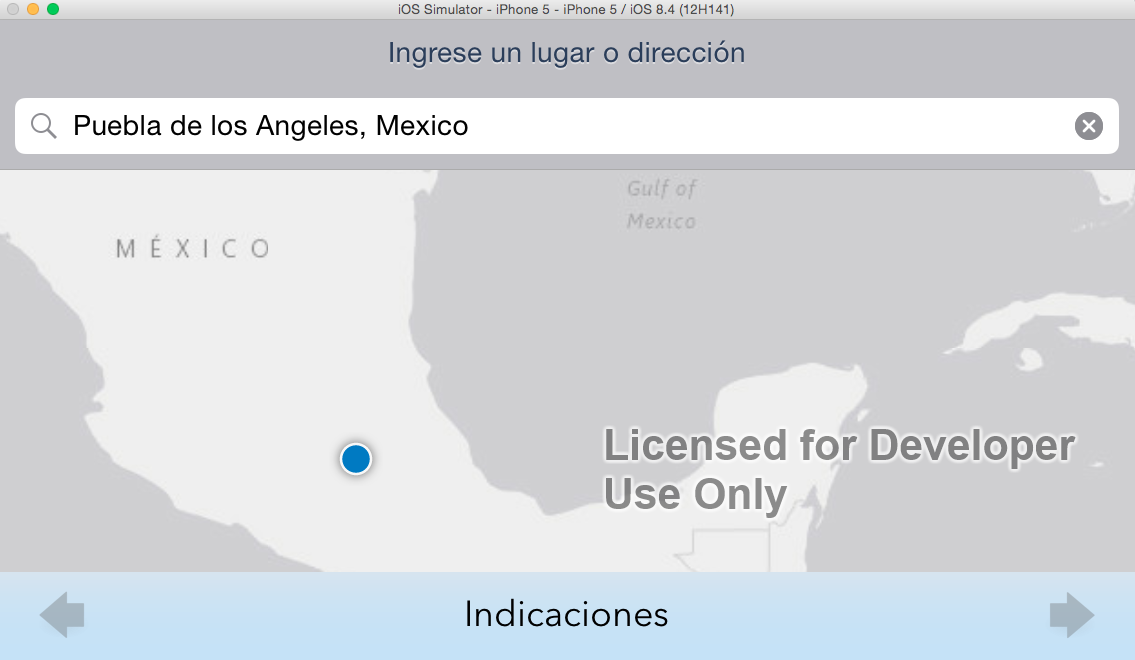 iOS Simulator - iPhone 5 - iPhone 5 / iOS 8.4 (12H141)
Ingrese un lugar o dirección
Puebla de los Angeles, Mexico
Gulf of
Mexico
MÉXICO
Licensed for Developer
Use Only
Indicaciones